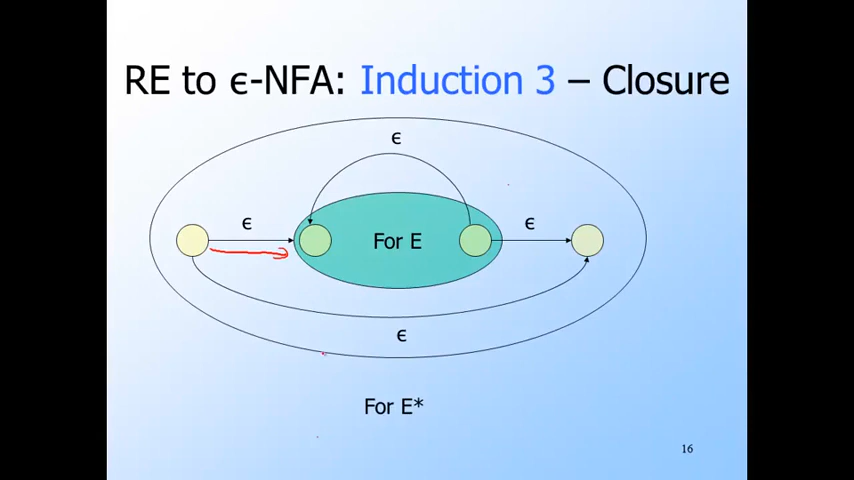 RE to ϵ-NFA: Induction 3 – Closure
ϵ
ϵ
ϵ
For E
ϵ
For E*
16